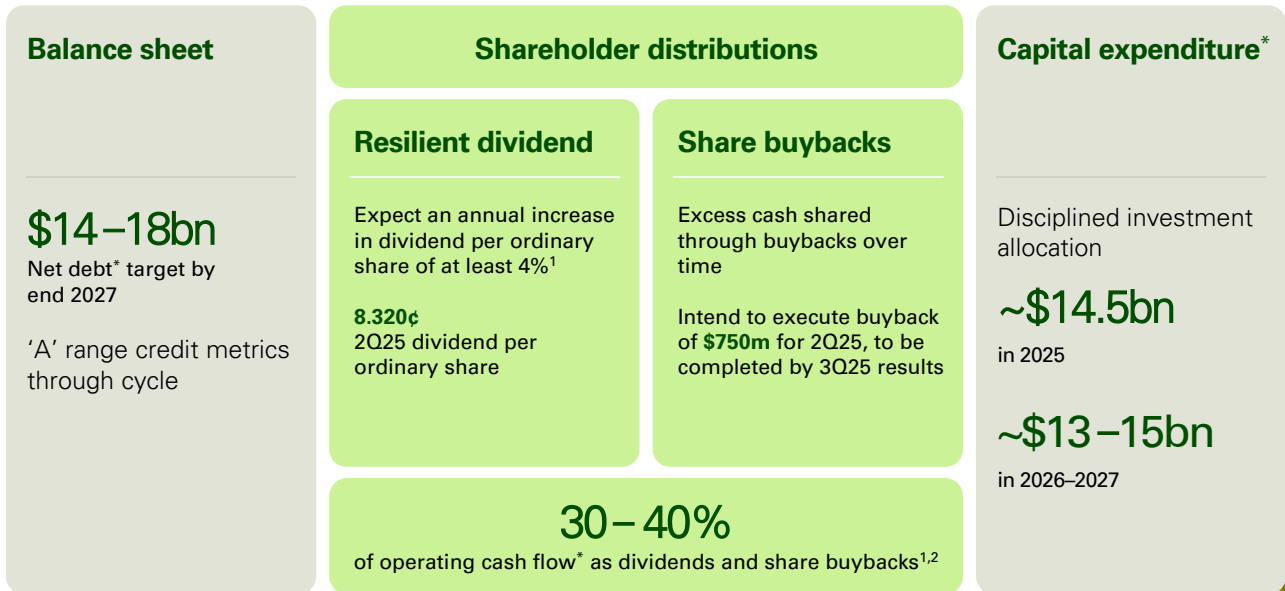 Balance sheet
$14–18bn
Net debt* target by
end 2027
‘A’ range credit metrics
through cycle
Shareholder distributions
Resilient dividend
Expect an annual increase
in dividend per ordinary
share of at least 4%¹
8.320¢
2Q25 dividend per
ordinary share
Share buybacks
Excess cash shared
through buybacks over
time
Intend to execute buyback
of $750m for 2Q25, to be
completed by 3Q25 results
30–40%
of operating cash flow* as dividends and share buybacks¹,²
Capital expenditure*
Disciplined investment
allocation
~$14.5bn
in 2025
~$13–15bn
in 2026–2027